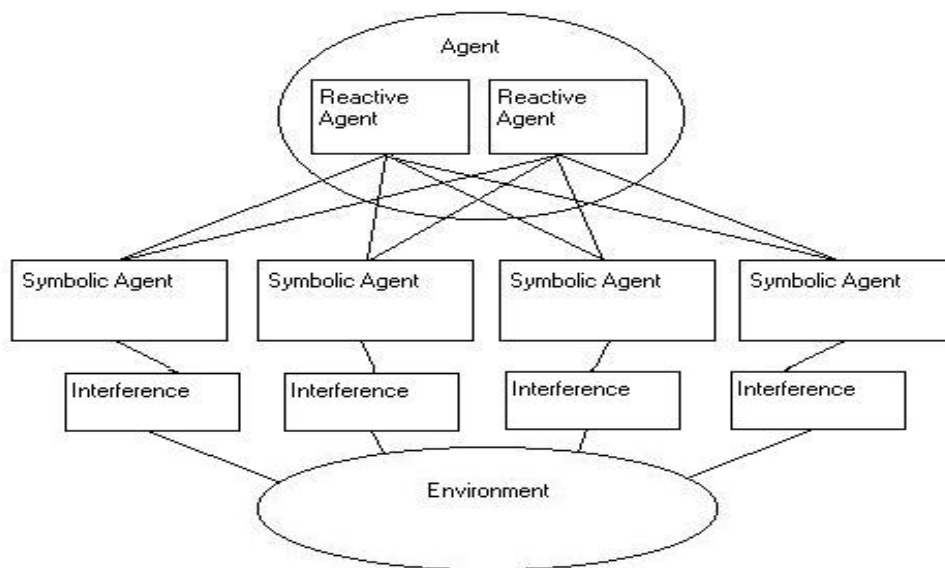 Agent
Reactive
Agent
Reactive
Agent
Symbolic Agent
Symbolic Agent
Symbolic Agent
Symbolic Agent
Interference
Interference
Interference
Interference
Environment